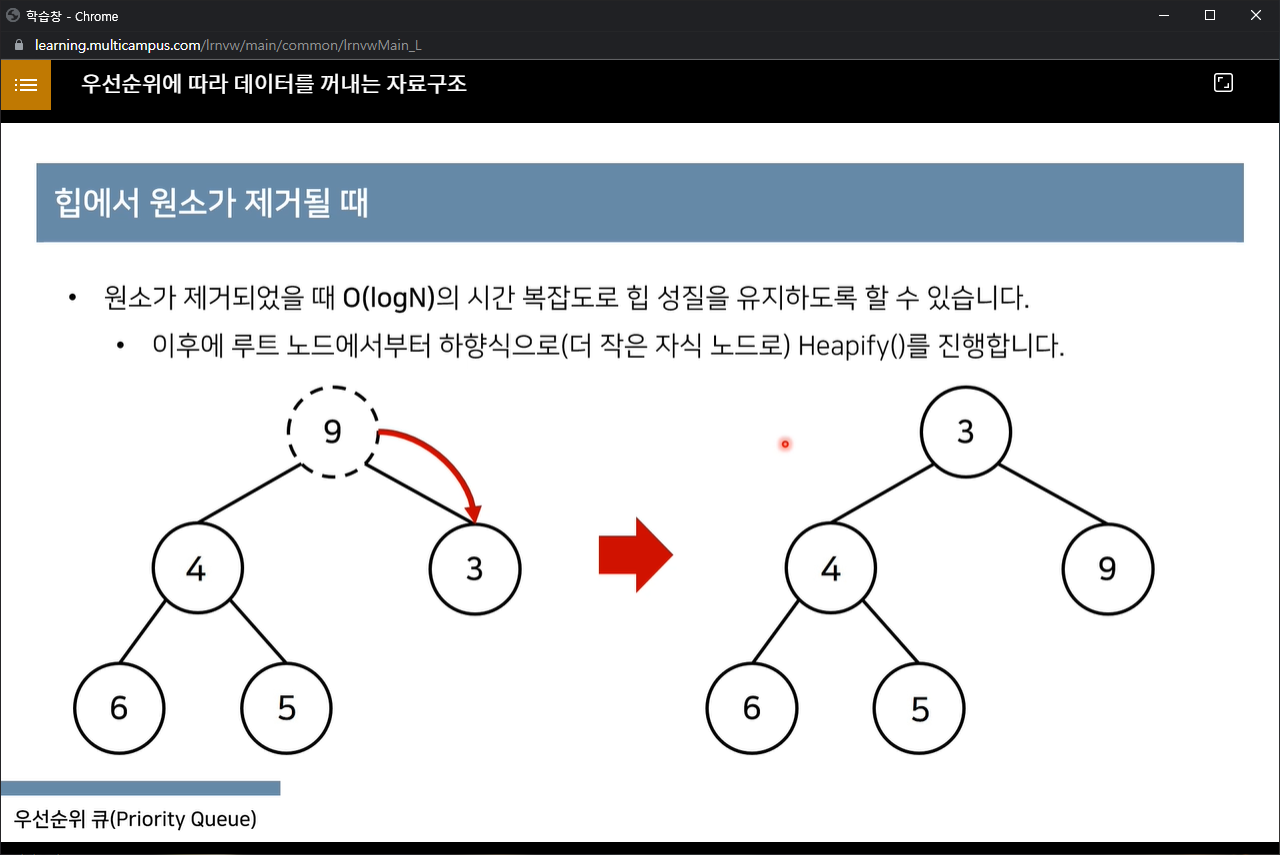 학습창 - Chrome
learning.multicampus.com/lrnvw/main/common/lrnvwMain_L
우선순위에 따라 데이터를 꺼내는 자료구조
힙에서 원소가 제거될 때
• 원소가 제거되었을 때 O(logN)의 시간 복잡도로 힙 성질을 유지하도록 할 수 있습니다.
• 이후에 루트 노드에서부터 하향식으로(더 작은 자식 노드로) Heapify()를 진행합니다.
9
4 3
6 5
3
4 9
6 5
우선순위 큐(Priority Queue)